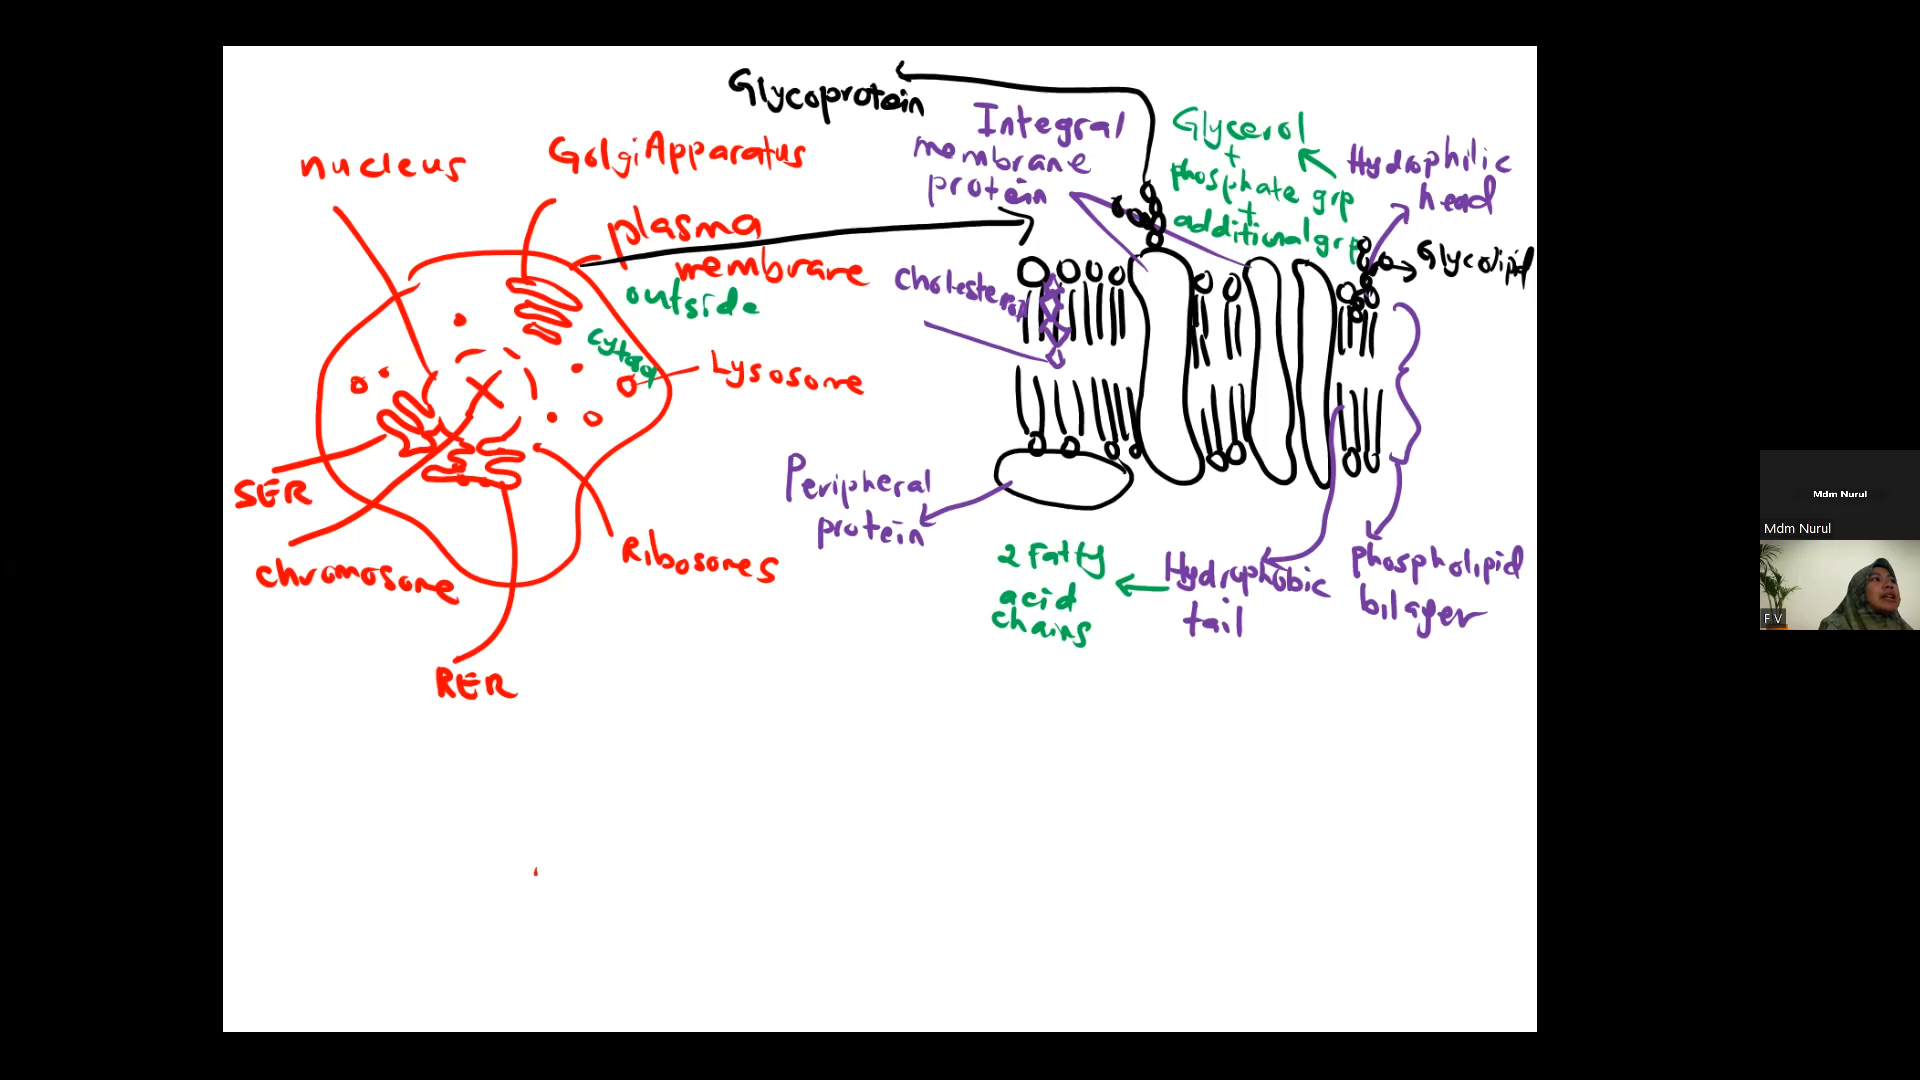 Glycoprotein
Integral
membrane
protein
Glycerol
+
phosphate grp
+
additional grp
Hydrophilic
head
Glycolipid
nucleus
Golgi Apparatus
plasma
membrane
outside
cytosol
Cholesterol
Lysosome
SER
chromosome
RER
Ribosomes
Peripheral
protein
2 fatty
acid
chains
Hydrophobic
tail
phospholipid
bilayer
Mdm Nurul
Mdm Nurul
F V